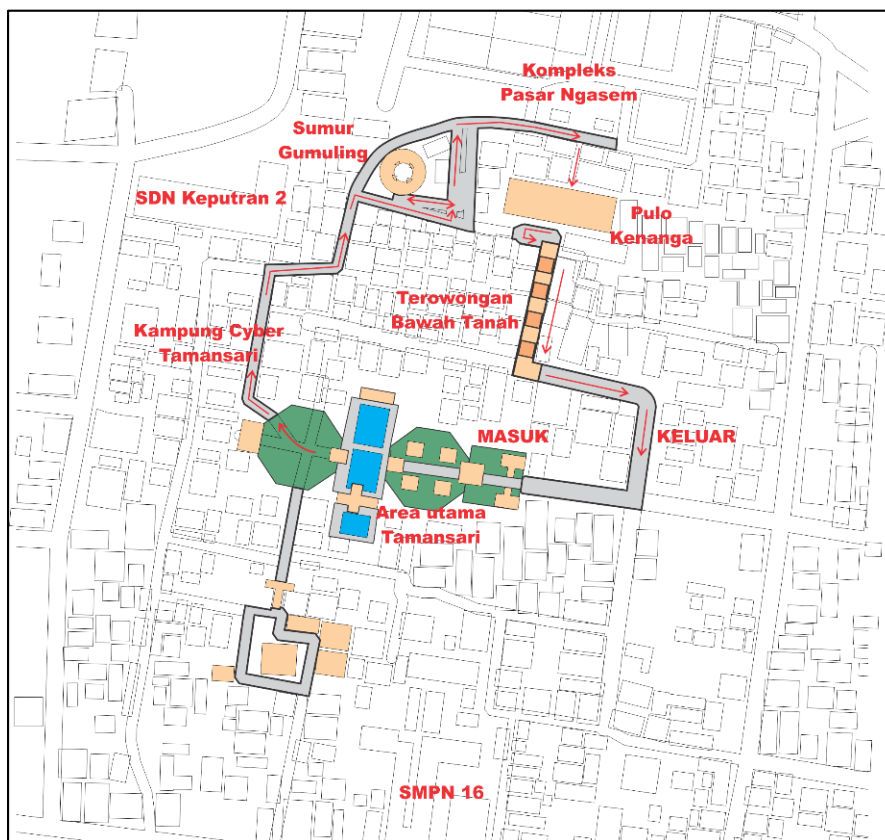 Kompleks
Pasar Ngasem
Sumur
Gumuling
SDN Keputran 2
Pulo
Kenanga
Terowongan
Bawah Tanah
Kampung Cyber
Tamansari
MASUK
KELUAR
Area utama
Tamansari
SMPN 16